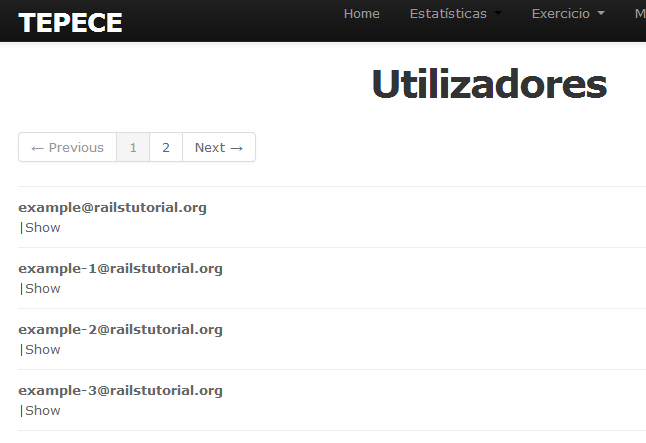 TEPECE Home Estatísticas Exercicio M
Utilizadores
← Previous 1 2 Next →
example@railstutorial.org
|Show
example-1@railstutorial.org
|Show
example-2@railstutorial.org
|Show
example-3@railstutorial.org
|Show